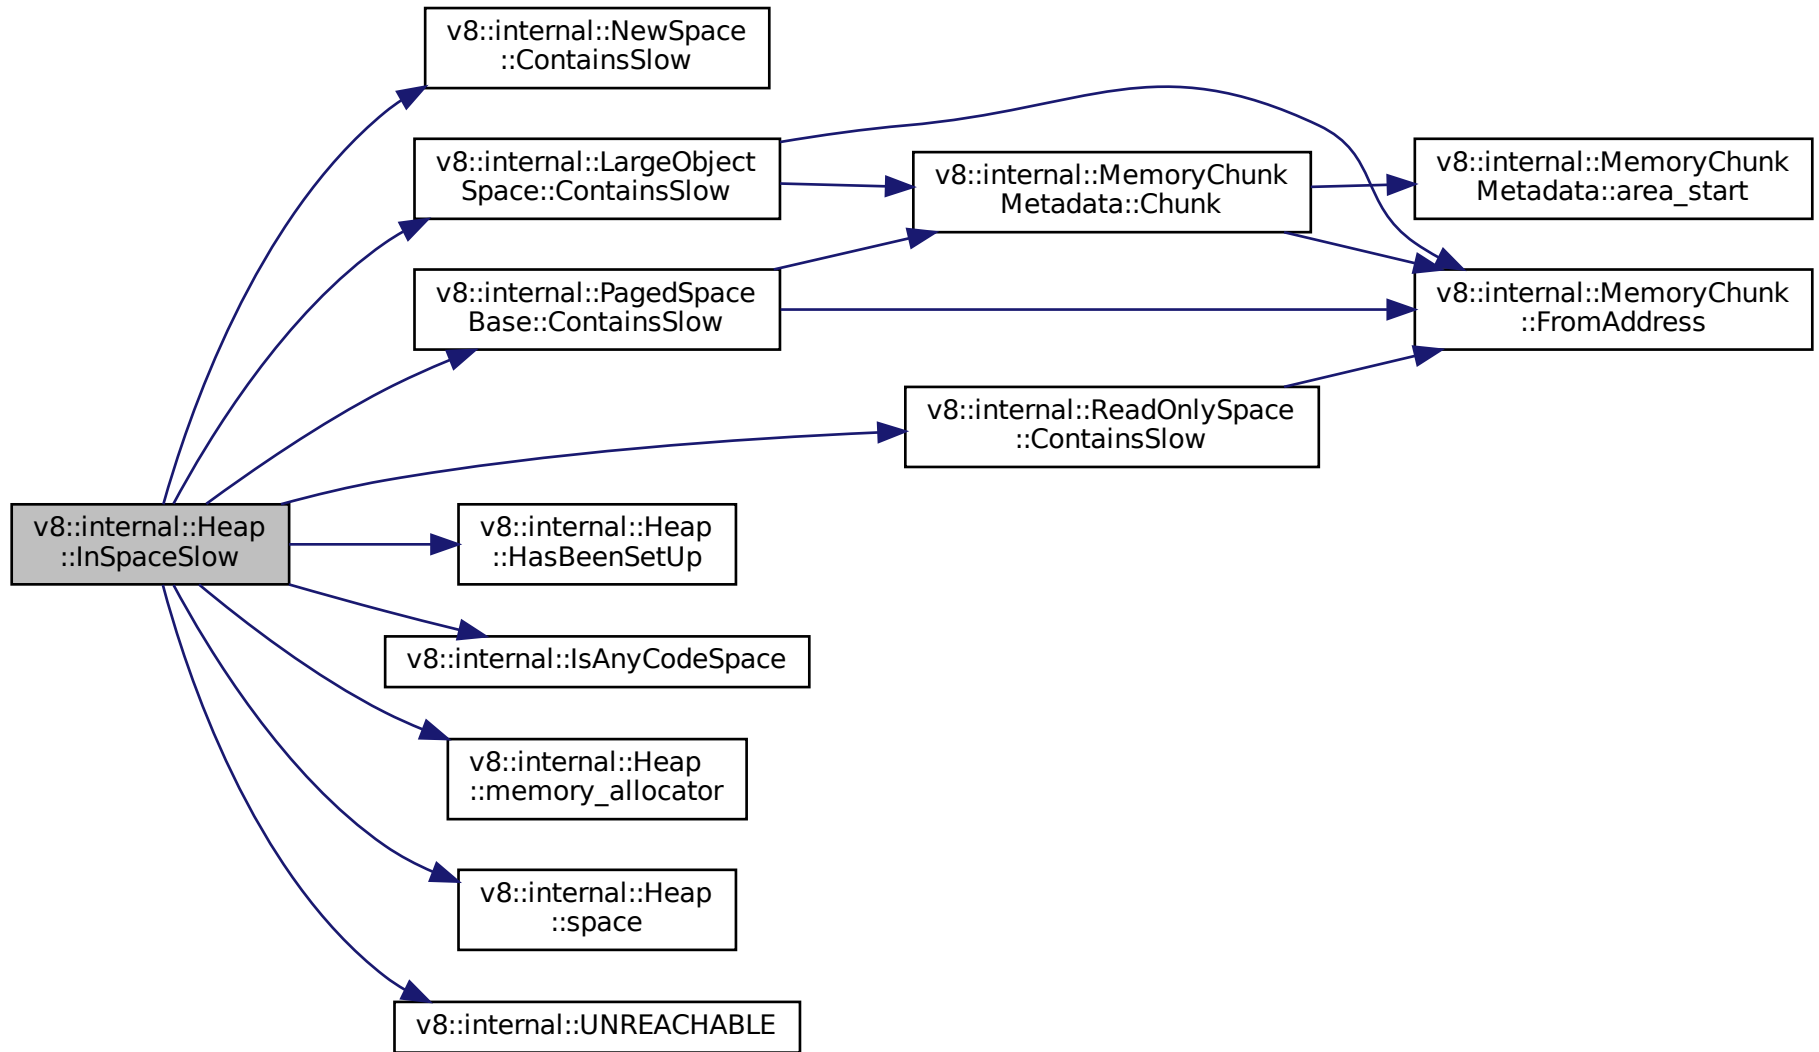 v8::internal::NewSpace
::ContainsSlow
v8::internal::LargeObject
Space::ContainsSlow
v8::internal::MemoryChunk
Metadata::Chunk
v8::internal::MemoryChunk
Metadata::area_start
v8::internal::PagedSpace
Base::ContainsSlow
v8::internal::MemoryChunk
::FromAddress
v8::internal::ReadOnlySpace
::ContainsSlow
v8::internal::Heap
::InSpaceSlow
v8::internal::Heap
::HasBeenSetUp
v8::internal::IsAnyCodeSpace
v8::internal::Heap
::memory_allocator
v8::internal::Heap
::space
v8::internal::UNREACHABLE